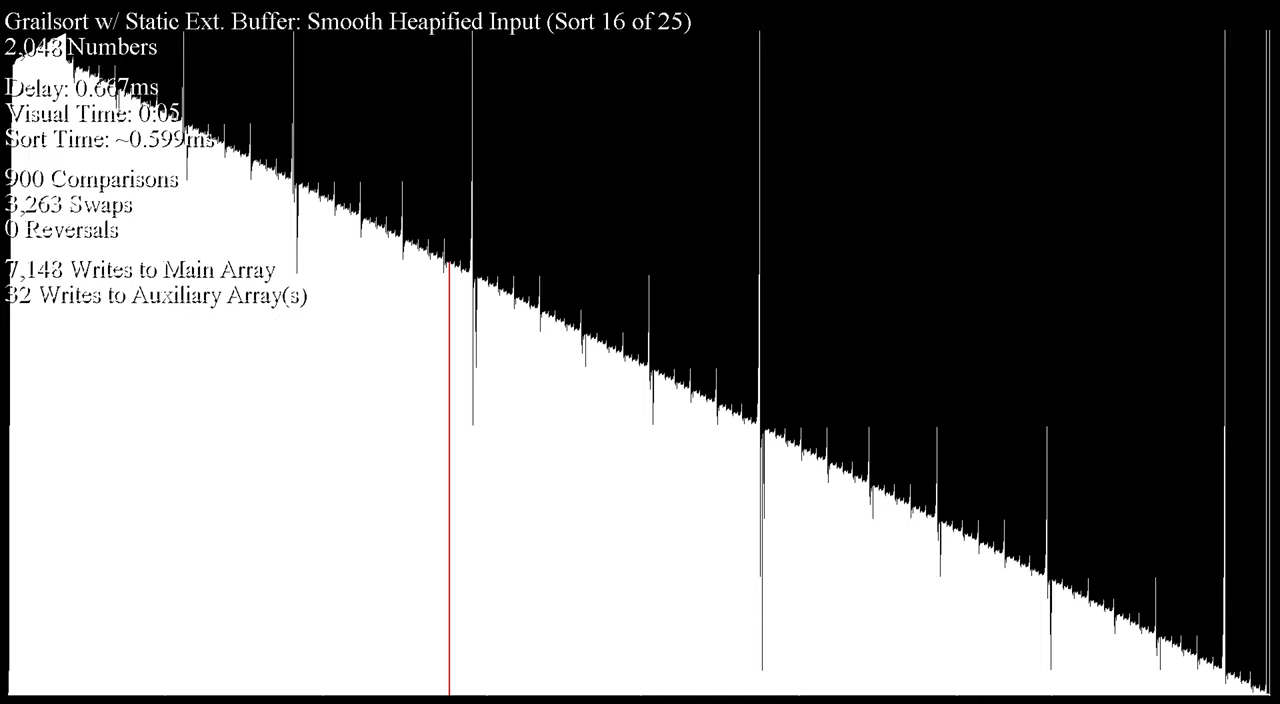 Grailsort w/ Static Ext. Buffer: Smooth Heapified Input (Sort 16 of 25)
2,048 Numbers
Delay: 0.667ms
Visual Time: 0:05
Sort Time: ~0.599ms
900 Comparisons
3,263 Swaps
0 Reversals
7,148 Writes to Main Array
32 Writes to Auxiliary Array(s)